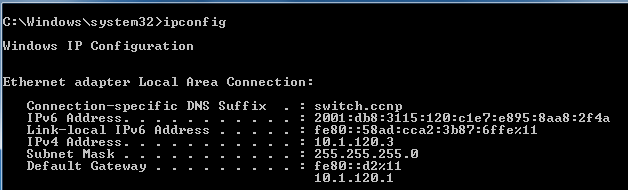 C:\Windows\system32>ipconfig
Windows IP Configuration
Ethernet adapter Local Area Connection:
Connection-specific DNS Suffix . : switch.ccnp
IPv6 Address . . . . . . . . . . . : 2001:db8:3115:120:c1e7:e895:8aa8:2f4a
Link-local IPv6 Address . . . . . : fe80::58ad:cca2:3b87:6ffe%11
IPv4 Address. . . . . . . . . . . : 10.1.120.3
Subnet Mask . . . . . . . . . . . : 255.255.255.0
Default Gateway . . . . . . . . . : fe80::d2%11
10.1.120.1